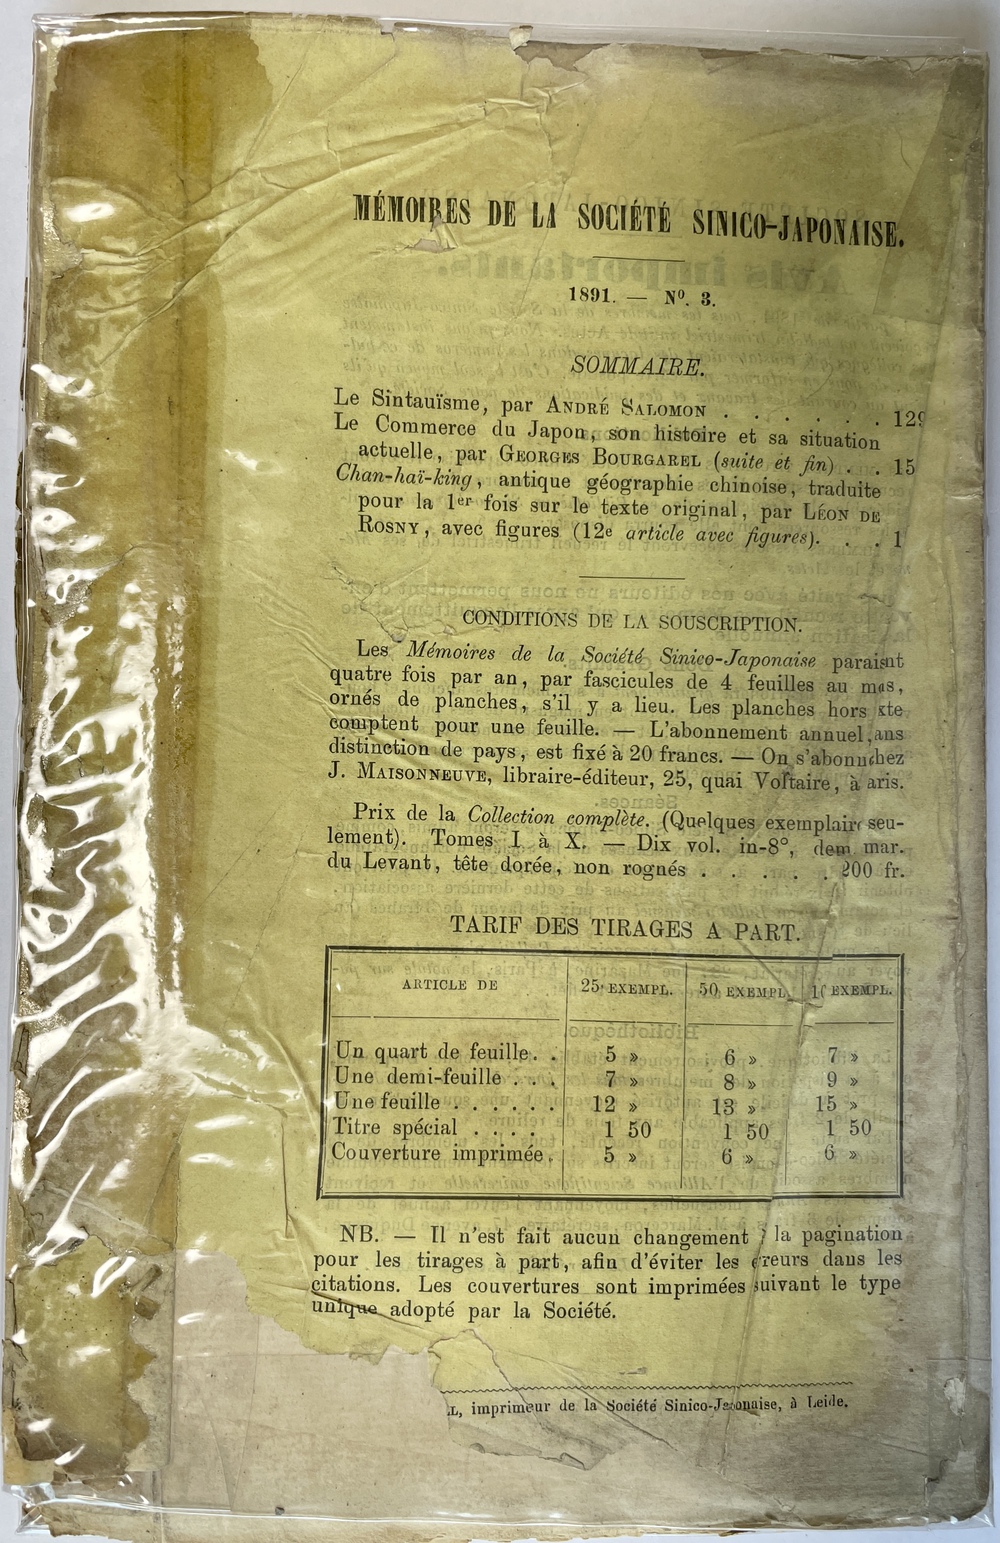 MÉMOIRES DE LA SOCIÉTÉ SINICO-JAPONAISE.
1891. — Nº. 3.
SOMMAIRE.
Le Sintauïsme, par ANDRÉ SALOMON . . . . . . 129
Le Commerce du Japon, son histoire et sa situation
actuelle, par GEORGES BOURGAREL (suite et fin) . . 15
Chan-haï-king, antique géographie chinoise, traduite
pour la 1er fois sur le texte original, par LÉON DE
ROSNY, avec figures (12e article avec figures). . . 1
CONDITIONS DE LA SOUSCRIPTION.
Les Mémoires de la Société Sinico-Japonaise
quatre fois par an, par fascicules de 4 feuilles au
ornés de planches, s'il y a lieu. Les planches hors
comptent pour une feuille. — L'abonnement annuel,
distinction de pays, est fixé à 20 francs. — On
J. MAISONNEUVE, libraire-éditeur, 25, quai Voltaire, à aris.
Prix de la Collection complète. (Quelques seu-
lement). Tomes I à X. — Dix vol. in-8°, dem. mar.
du Levant, tête dorée, non rognés . . . . . 200 fr.
TARIF DES TIRAGES A PART.
ARTICLE DE 25 EXEMPL. 50 EXEMPL. EXEMPL.
Un quart de feuille. . 5 » 6 » 7 »
Une demi-feuille . . . 7 » 8 » 9 »
Une feuille . . . . . . 12 » 13 » 15 »
Titre spécial . . . . 1 50 1 50 1 50
Couverture imprimée. 5 » 6 » 6 »
NB. — Il n'est fait aucun changement la pagination
pour les tirages à part, afin d'éviter les reurs dans les
citations. Les couvertures sont imprimées suivant le type
unique adopté par la Société.
L, imprimeur de la Société Sinico-Japonaise, à Leide.